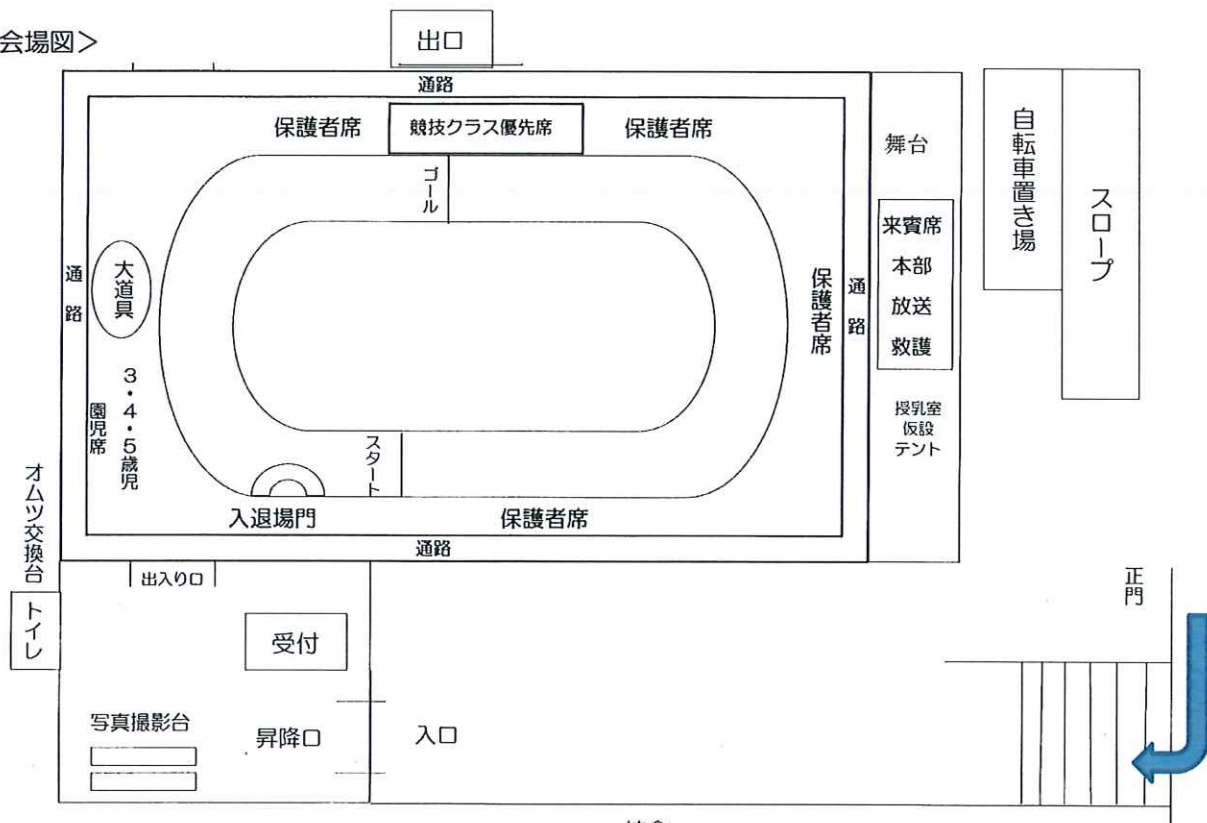 会場図＞
出口
通路
保護者席
競技クラス優先席
保護者席
舞台
自転車置き場
スロープ
ゴール
来賓席
本部
放送
救護
通路
大道具
保護者席
通路
3・4・5歳児
園児席
授乳室
仮設
テント
スタート
入退場門
保護者席
通路
オムツ交換台
トイレ
出入り口
受付
正門
写真撮影台
昇降口
入口